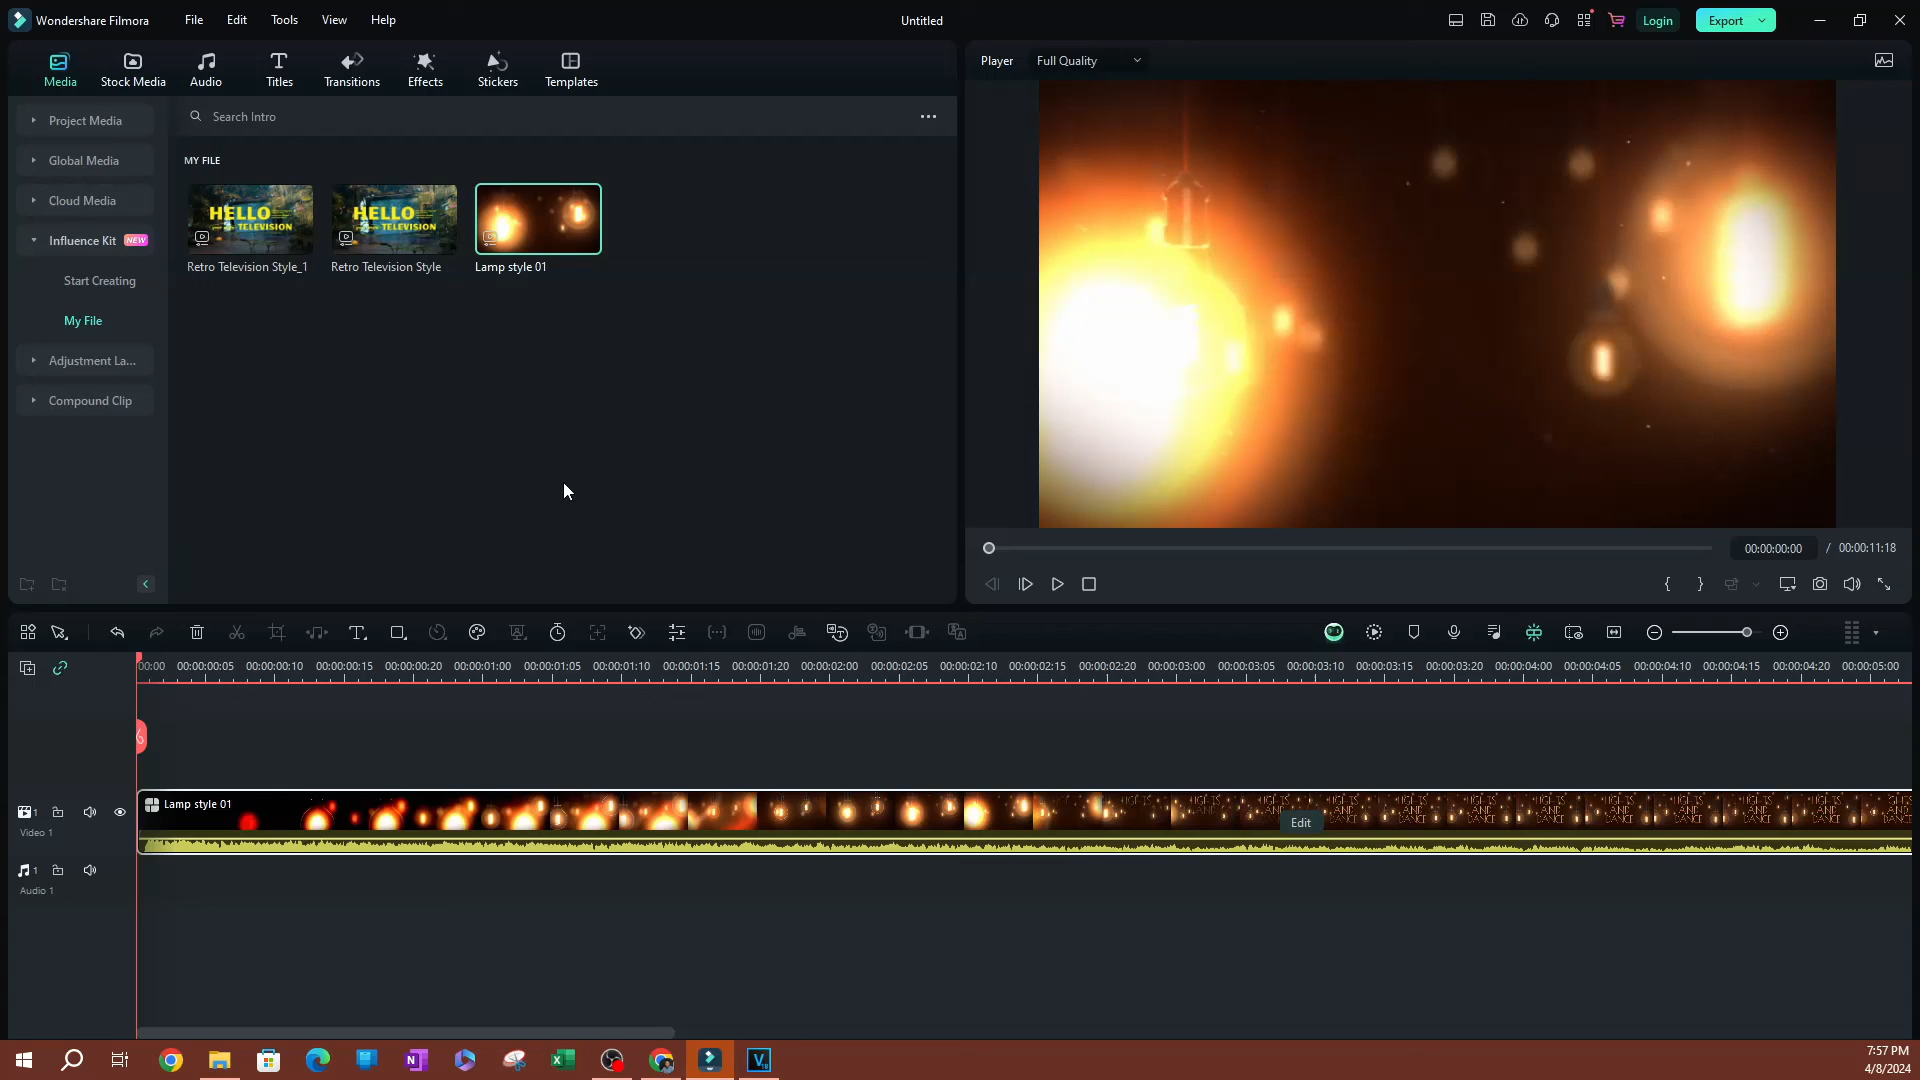 Wondershare Filmora
File
Edit
Tools
View
Help
Untitled
Login
Export
Media
Stock Media
Audio
Titles
Transitions
Effects
Stickers
Templates
Player
Full Quality
Project Media
Global Media
Cloud Media
Influence Kit
NEW
Start Creating
My File
Adjustment La...
Compound Clip
Search Intro
MY FILE
HELLO
TELEVISION
HELLO
TELEVISION
Retro Television Style_1
Retro Television Style
Lamp style 01
00:00:00:00 / 00:00:11:18
00:00 00:00:00:05 00:00:00:10 00:00:00:15 00:00:00:20 00:00:01:00 00:00:01:05 00:00:01:10 00:00:01:15 00:00:01:20 00:00:02:00 00:00:02:05 00:00:02:10 00:00:02:15 00:00:02:20 00:00:03:00 00:00:03:05 00:00:03:10 00:00:03:15 00:00:03:20 00:00:04:00 00:00:04:05 00:00:04:10 00:00:04:15 00:00:04:20 00:00:05:00
Lamp style 01
LIGHTS
AND
DANCE
Edit
1
Video 1
1
Audio 1
7:57 PM
4/8/2024